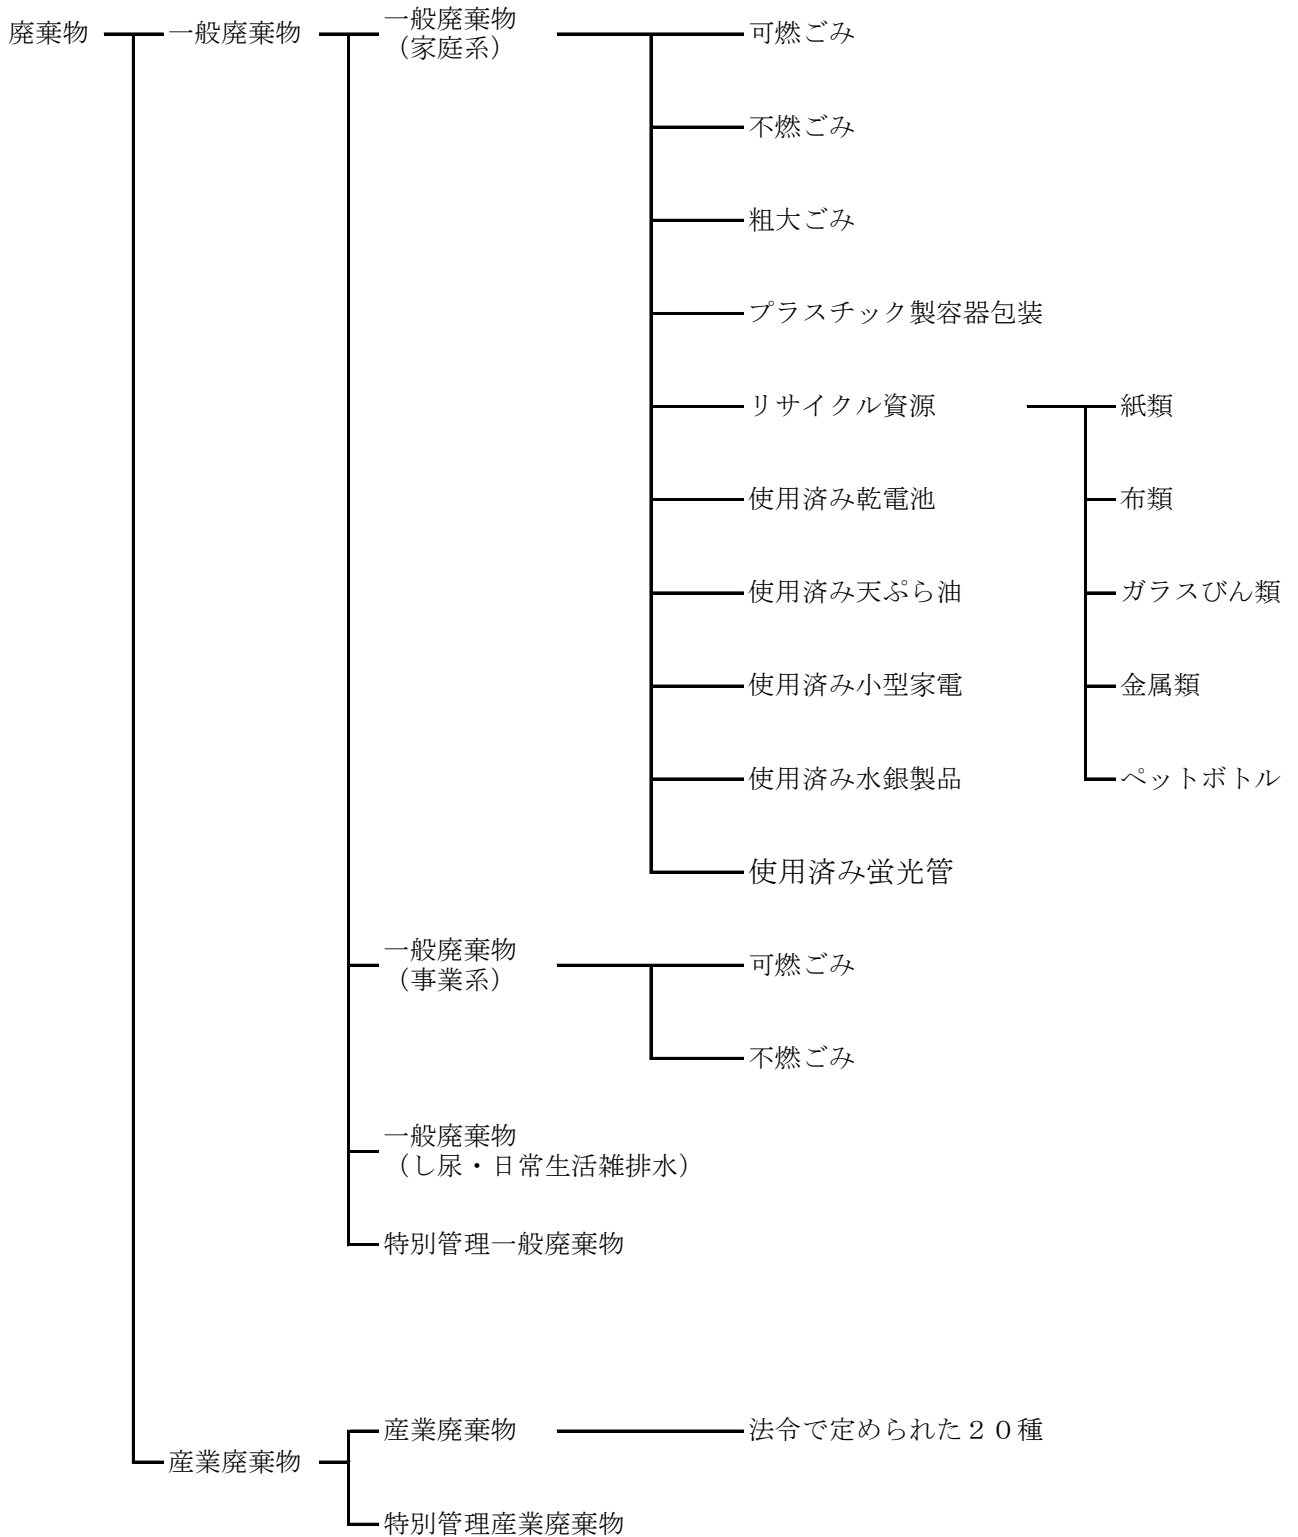 廃棄物
一般廃棄物
一般廃棄物
（家庭系）
可燃ごみ
不燃ごみ
粗大ごみ
プラスチック製容器包装
リサイクル資源
紙類
使用済み乾電池
布類
使用済み天ぷら油
ガラスびん類
使用済み小型家電
金属類
使用済み水銀製品
ペットボトル
使用済み蛍光管
一般廃棄物
（事業系）
可燃ごみ
不燃ごみ
一般廃棄物
（し尿・日常生活雑排水）
特別管理一般廃棄物
産業廃棄物
産業廃棄物
法令で定められた２０種
特別管理産業廃棄物